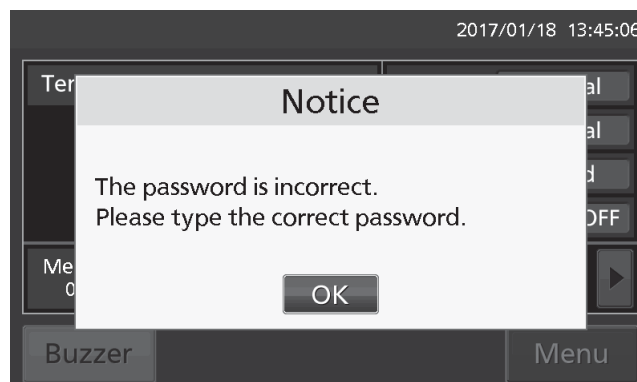 2017/01/18 13:45:06
Notice
The password is incorrect.
Please type the correct password.
OK
Buzzer
Menu